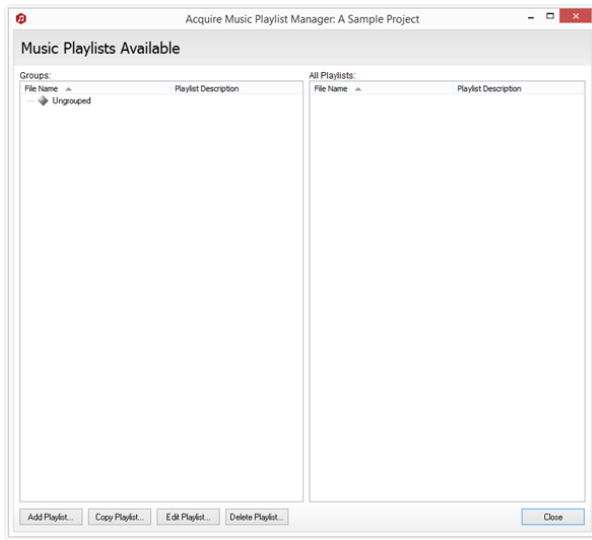 Acquire Music Playlist Manager: A Sample Project
Music Playlists Available
Groups:
File Name Playlist Description
Ungrouped
All Playlists:
File Name Playlist Description
Add Playlist... Copy Playlist... Edit Playlist... Delete Playlist... Close